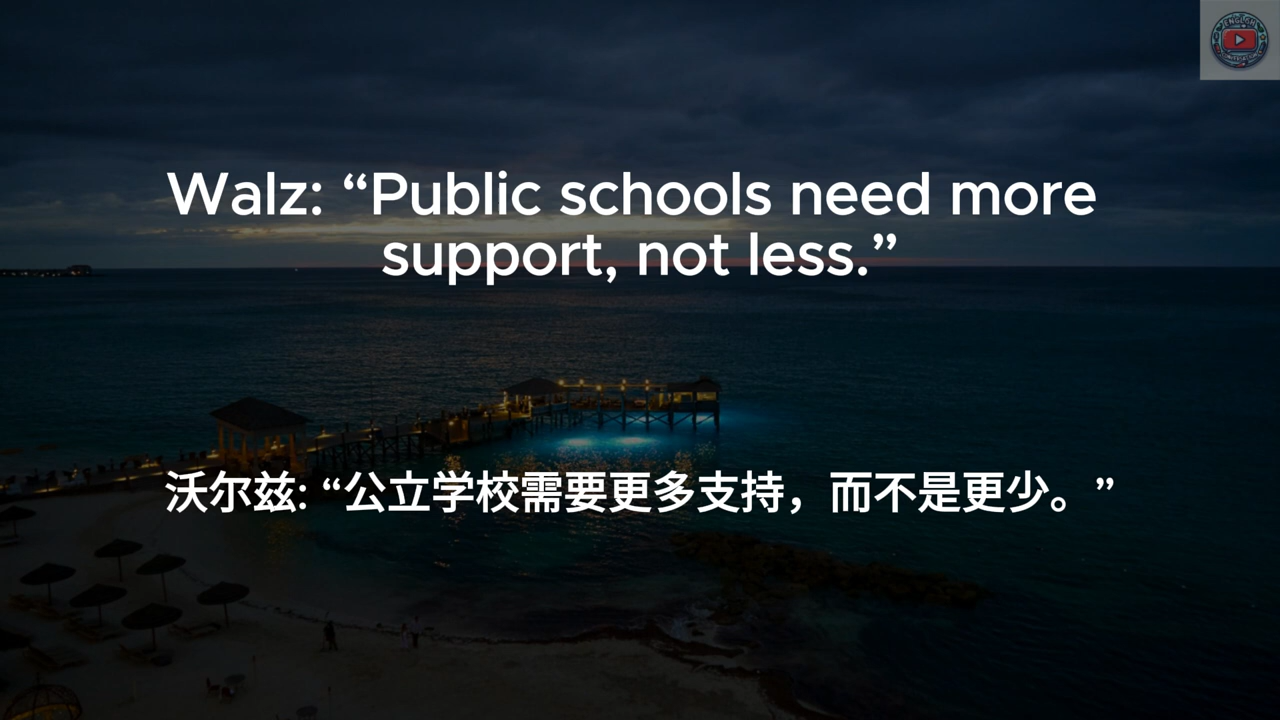 ENGLISH
Walz: “Public schools need more
support, not less.”
沃尔兹: “公立学校需要更多支持，而不是更少。”